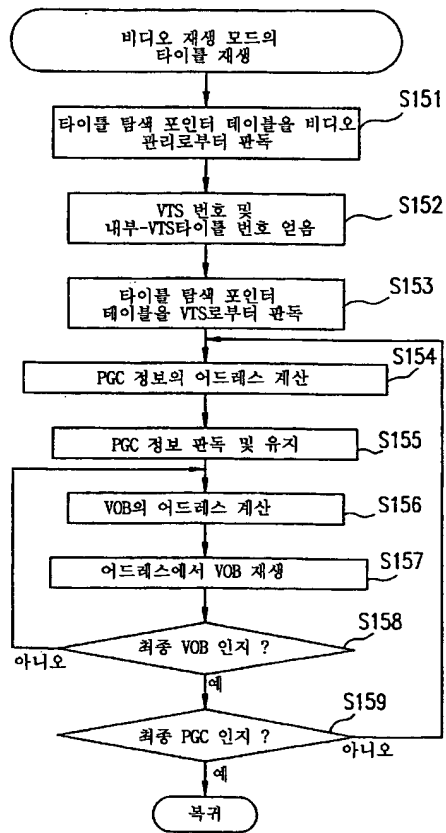 비디오 재생 모드의
타이틀 재생
S151
타이틀 탐색 포인터 테이블을 비디오
관리로부터 판독
S152
VTS 번호 및
내부-VTS타이틀 번호 얻음
S153
타이틀 탐색 포인터
테이블을 VTS로부터 판독
S154
PGC 정보의 어드레스 계산
S155
PGC 정보 판독 및 유지
S156
VOB의 어드레스 계산
S157
어드레스에서 VOB 재생
S158
최종 VOB 인지 ?
아니오
예
S159
최종 PGC 인지 ?
아니오
예
복귀